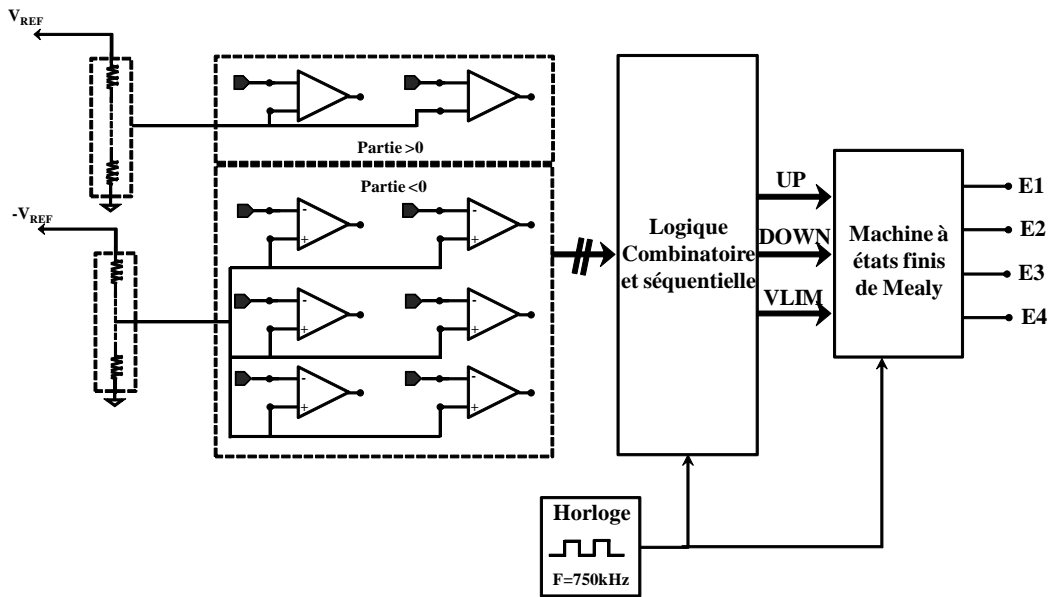 VREF
Partie >0
Partie <0
-VREF
-
+
-
+
-
+
-
+
-
+
-
+
Logique
Combinatoire
et séquentielle
UP
DOWN
VLIM
Machine à
états finis
de Mealy
E1
E2
E3
E4
Horloge
F=750kHz